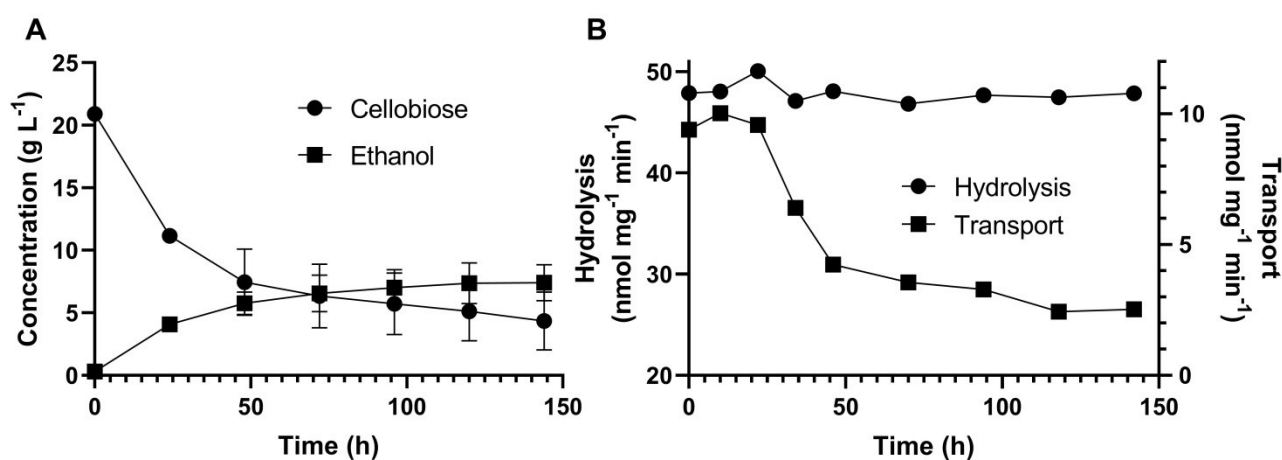 A
Concentration (g L⁻¹)
25
20
15
10
5
0
Cellobiose
Ethanol
0 50 100 150
Time (h)
B
Hydrolysis
(nmol mg⁻¹ min⁻¹)
50
40
30
20
Hydrolysis
Transport
10
5
0
Transport
(nmol mg⁻¹ min⁻¹)
0 50 100 150
Time (h)